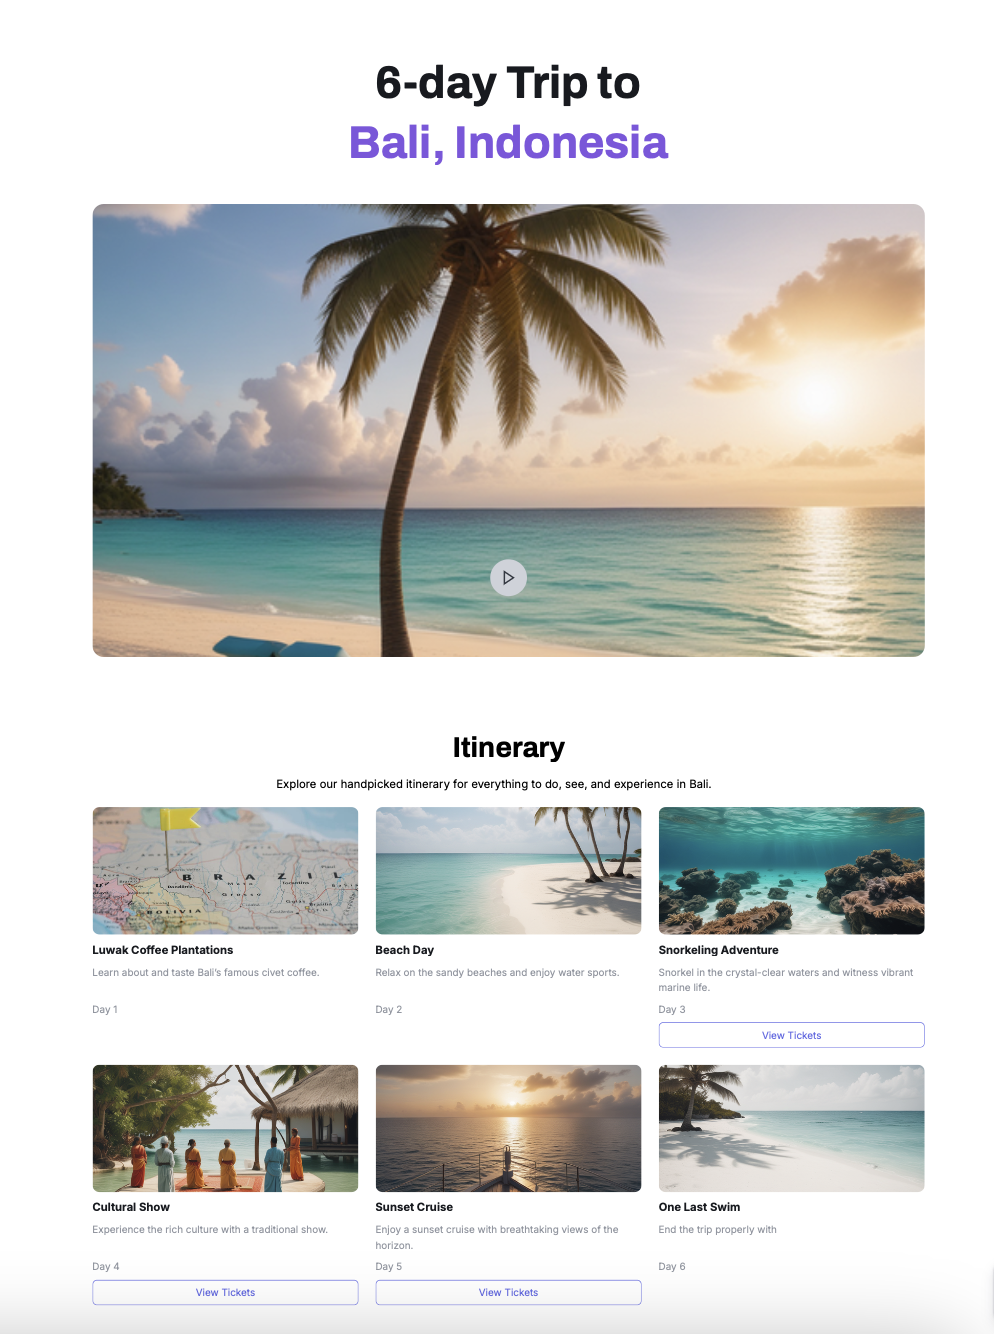 6-day Trip to
Bali, Indonesia
Itinerary
Explore our handpicked itinerary for everything to do, see, and experience in Bali.
BRAZIL
Mato
Grosso
Goiás
BOLIVIA
Luwak Coffee Plantations
Learn about and taste Bali's famous civet coffee.
Day 1
Beach Day
Relax on the sandy beaches and enjoy water sports.
Day 2
Snorkeling Adventure
Snorkel in the crystal-clear waters and witness vibrant
marine life.
Day 3
View Tickets
Cultural Show
Experience the rich culture with a traditional show.
Day 4
View Tickets
Sunset Cruise
Enjoy a sunset cruise with breathtaking views of the
horizon.
Day 5
View Tickets
One Last Swim
End the trip properly with
Day 6